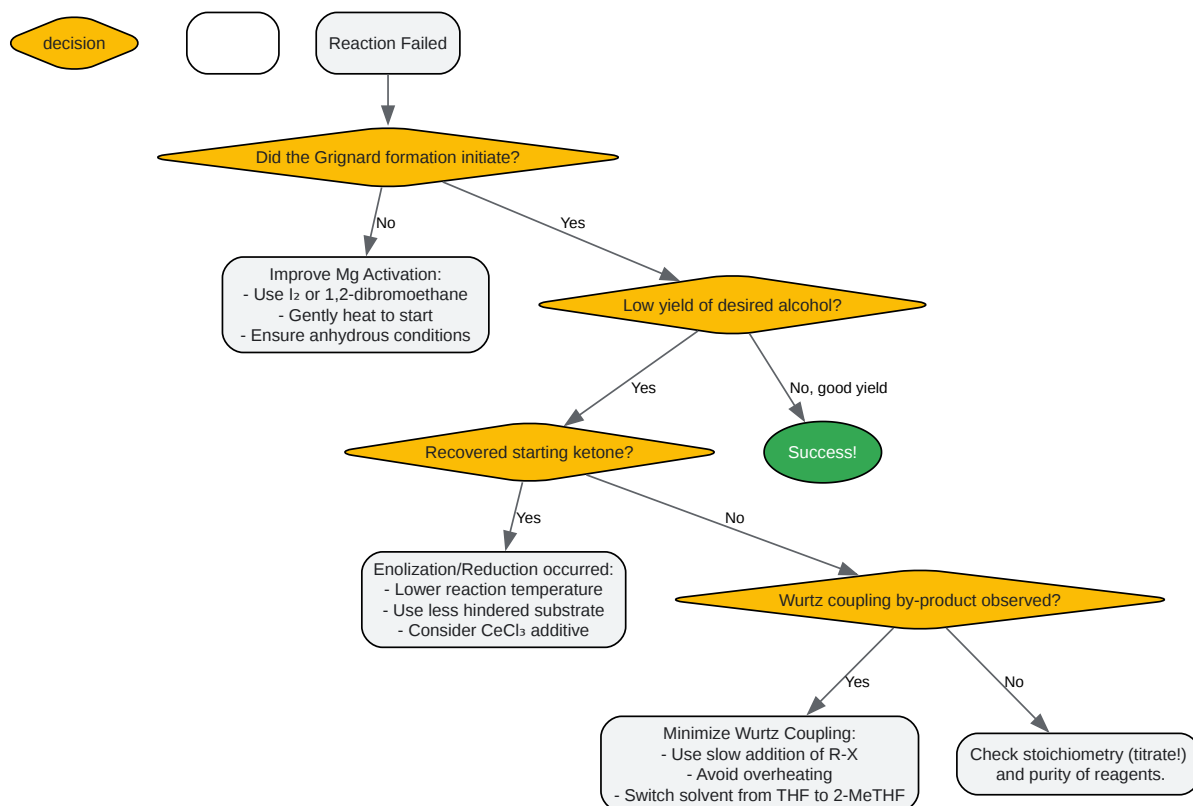 decision
Reaction Failed
Did the Grignard formation initiate?
No
Yes
Improve Mg Activation:
- Use I₂ or 1,2-dibromoethane
- Gently heat to start
- Ensure anhydrous conditions
Low yield of desired alcohol?
Yes
No, good yield
Recovered starting ketone?
Success!
Yes
No
Enolization/Reduction occurred:
- Lower reaction temperature
- Use less hindered substrate
- Consider CeCl₃ additive
Wurtz coupling by-product observed?
Yes
No
Minimize Wurtz Coupling:
- Use slow addition of R-X
- Avoid overheating
- Switch solvent from THF to 2-MeTHF
Check stoichiometry (titrate!)
and purity of reagents.